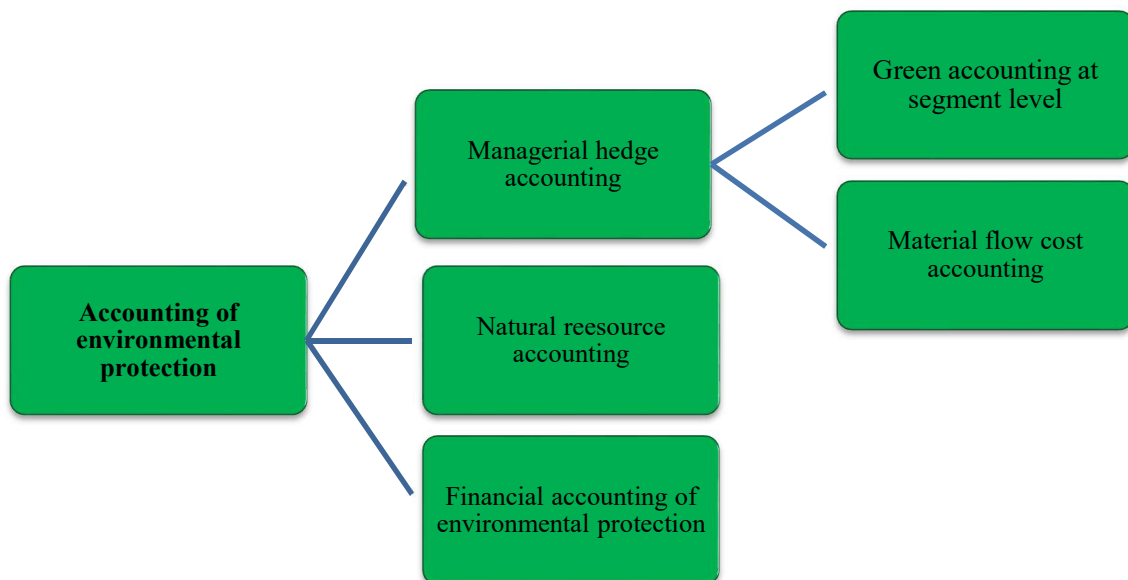 Accounting of
environmental
protection
Managerial hedge
accounting
Natural reesource
accounting
Financial accounting of
environmental protection
Green accounting at
segment level
Material flow cost
accounting